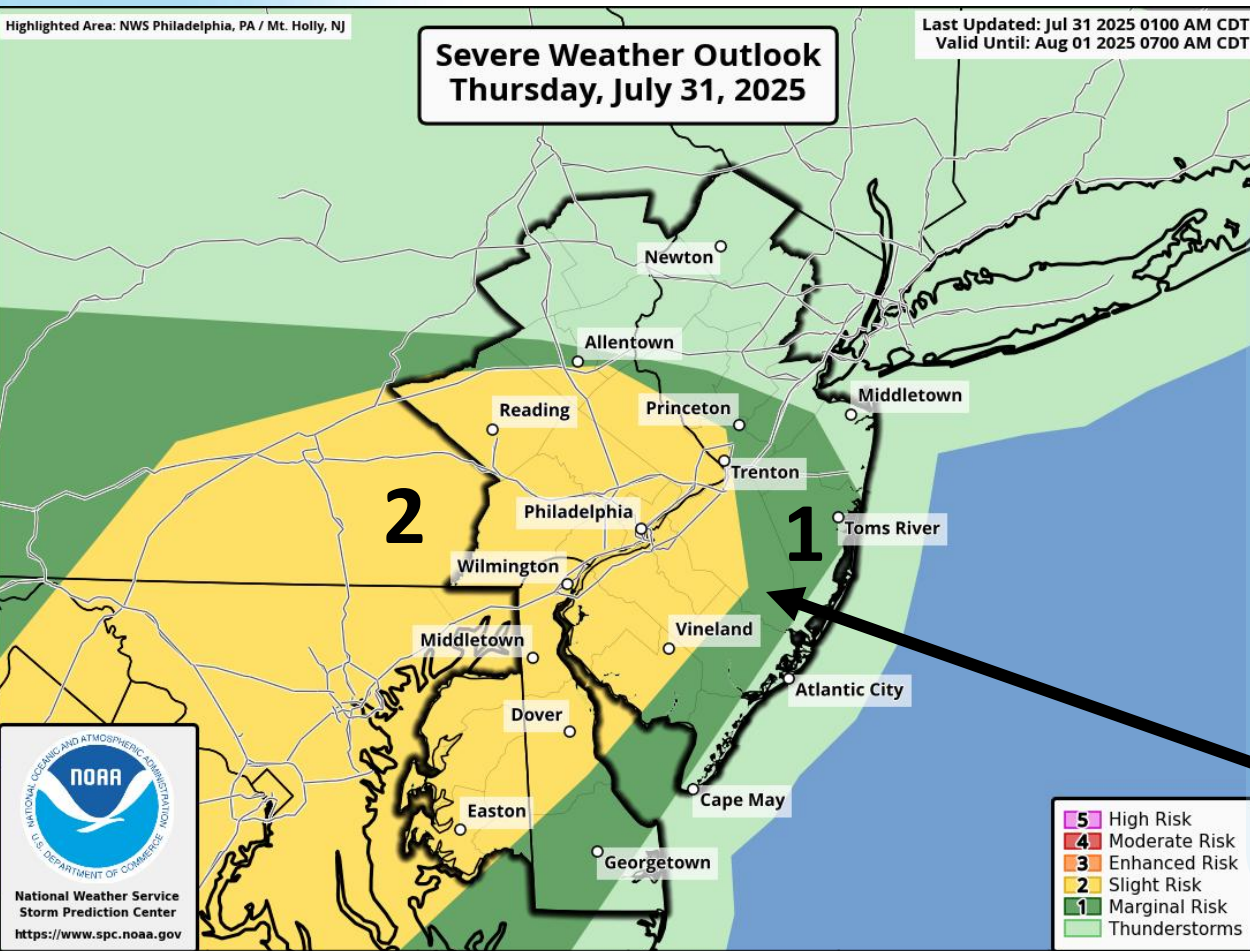 Highlighted Area: NWS Philadelphia, PA / Mt. Holly, NJ
Last Updated: Jul 31 2025 0100 AM CDT
Valid Until: Aug 01 2025 0700 AM CDT
Severe Weather Outlook
Thursday, July 31, 2025
Newton
Allentown
Middletown
Reading
Princeton
Trenton
2
Philadelphia
1
Toms River
Wilmington
Middletown
Vineland
Atlantic City
Dover
Cape May
Easton
Georgetown
NATIONAL OCEANIC AND ATMOSPHERIC ADMINISTRATION
NOAA
U.S. DEPARTMENT OF COMMERCE
National Weather Service
Storm Prediction Center
https://www.spc.noaa.gov
5 High Risk
4 Moderate Risk
3 Enhanced Risk
2 Slight Risk
1 Marginal Risk
Thunderstorms